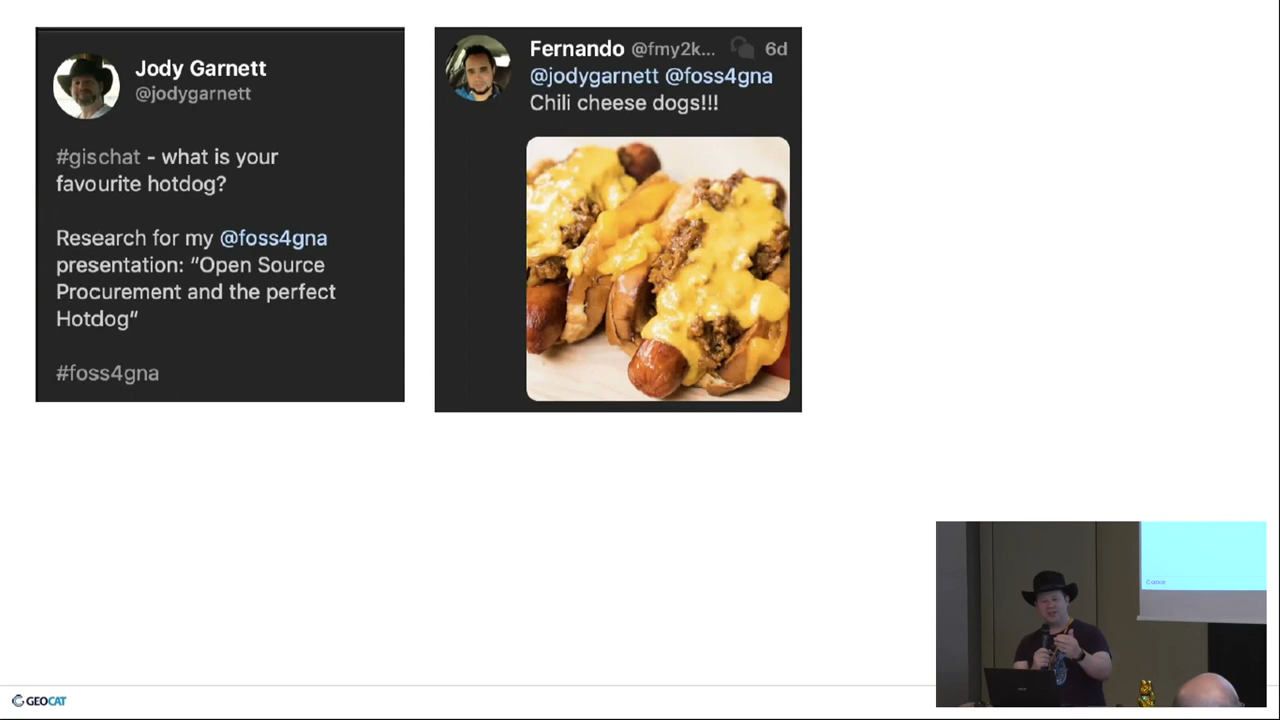 Jody Garnett
@jodygarnett
#gischat - what is your
favourite hotdog?
Research for my @foss4gna
presentation: “Open Source
Procurement and the perfect
Hotdog“
#foss4gna
Fernando @fmy2k... 6d
@jodygarnett @foss4gna
Chili cheese dogs!!!
GEOCAT